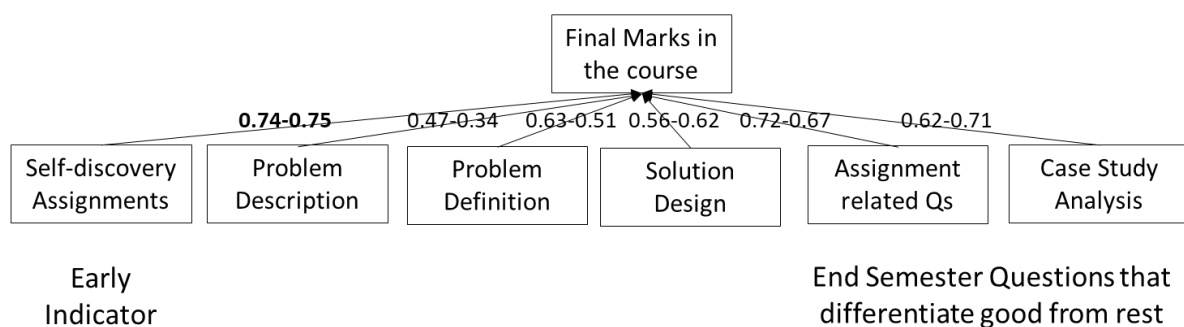 Final Marks in
the course
0.74-0.75
0.47-0.34
0.63-0.51
0.56-0.62
0.72-0.67
0.62-0.71
Self-discovery
Assignments
Problem
Description
Problem
Definition
Solution
Design
Assignment
related Qs
Case Study
Analysis
Early
Indicator
End Semester Questions that
differentiate good from rest